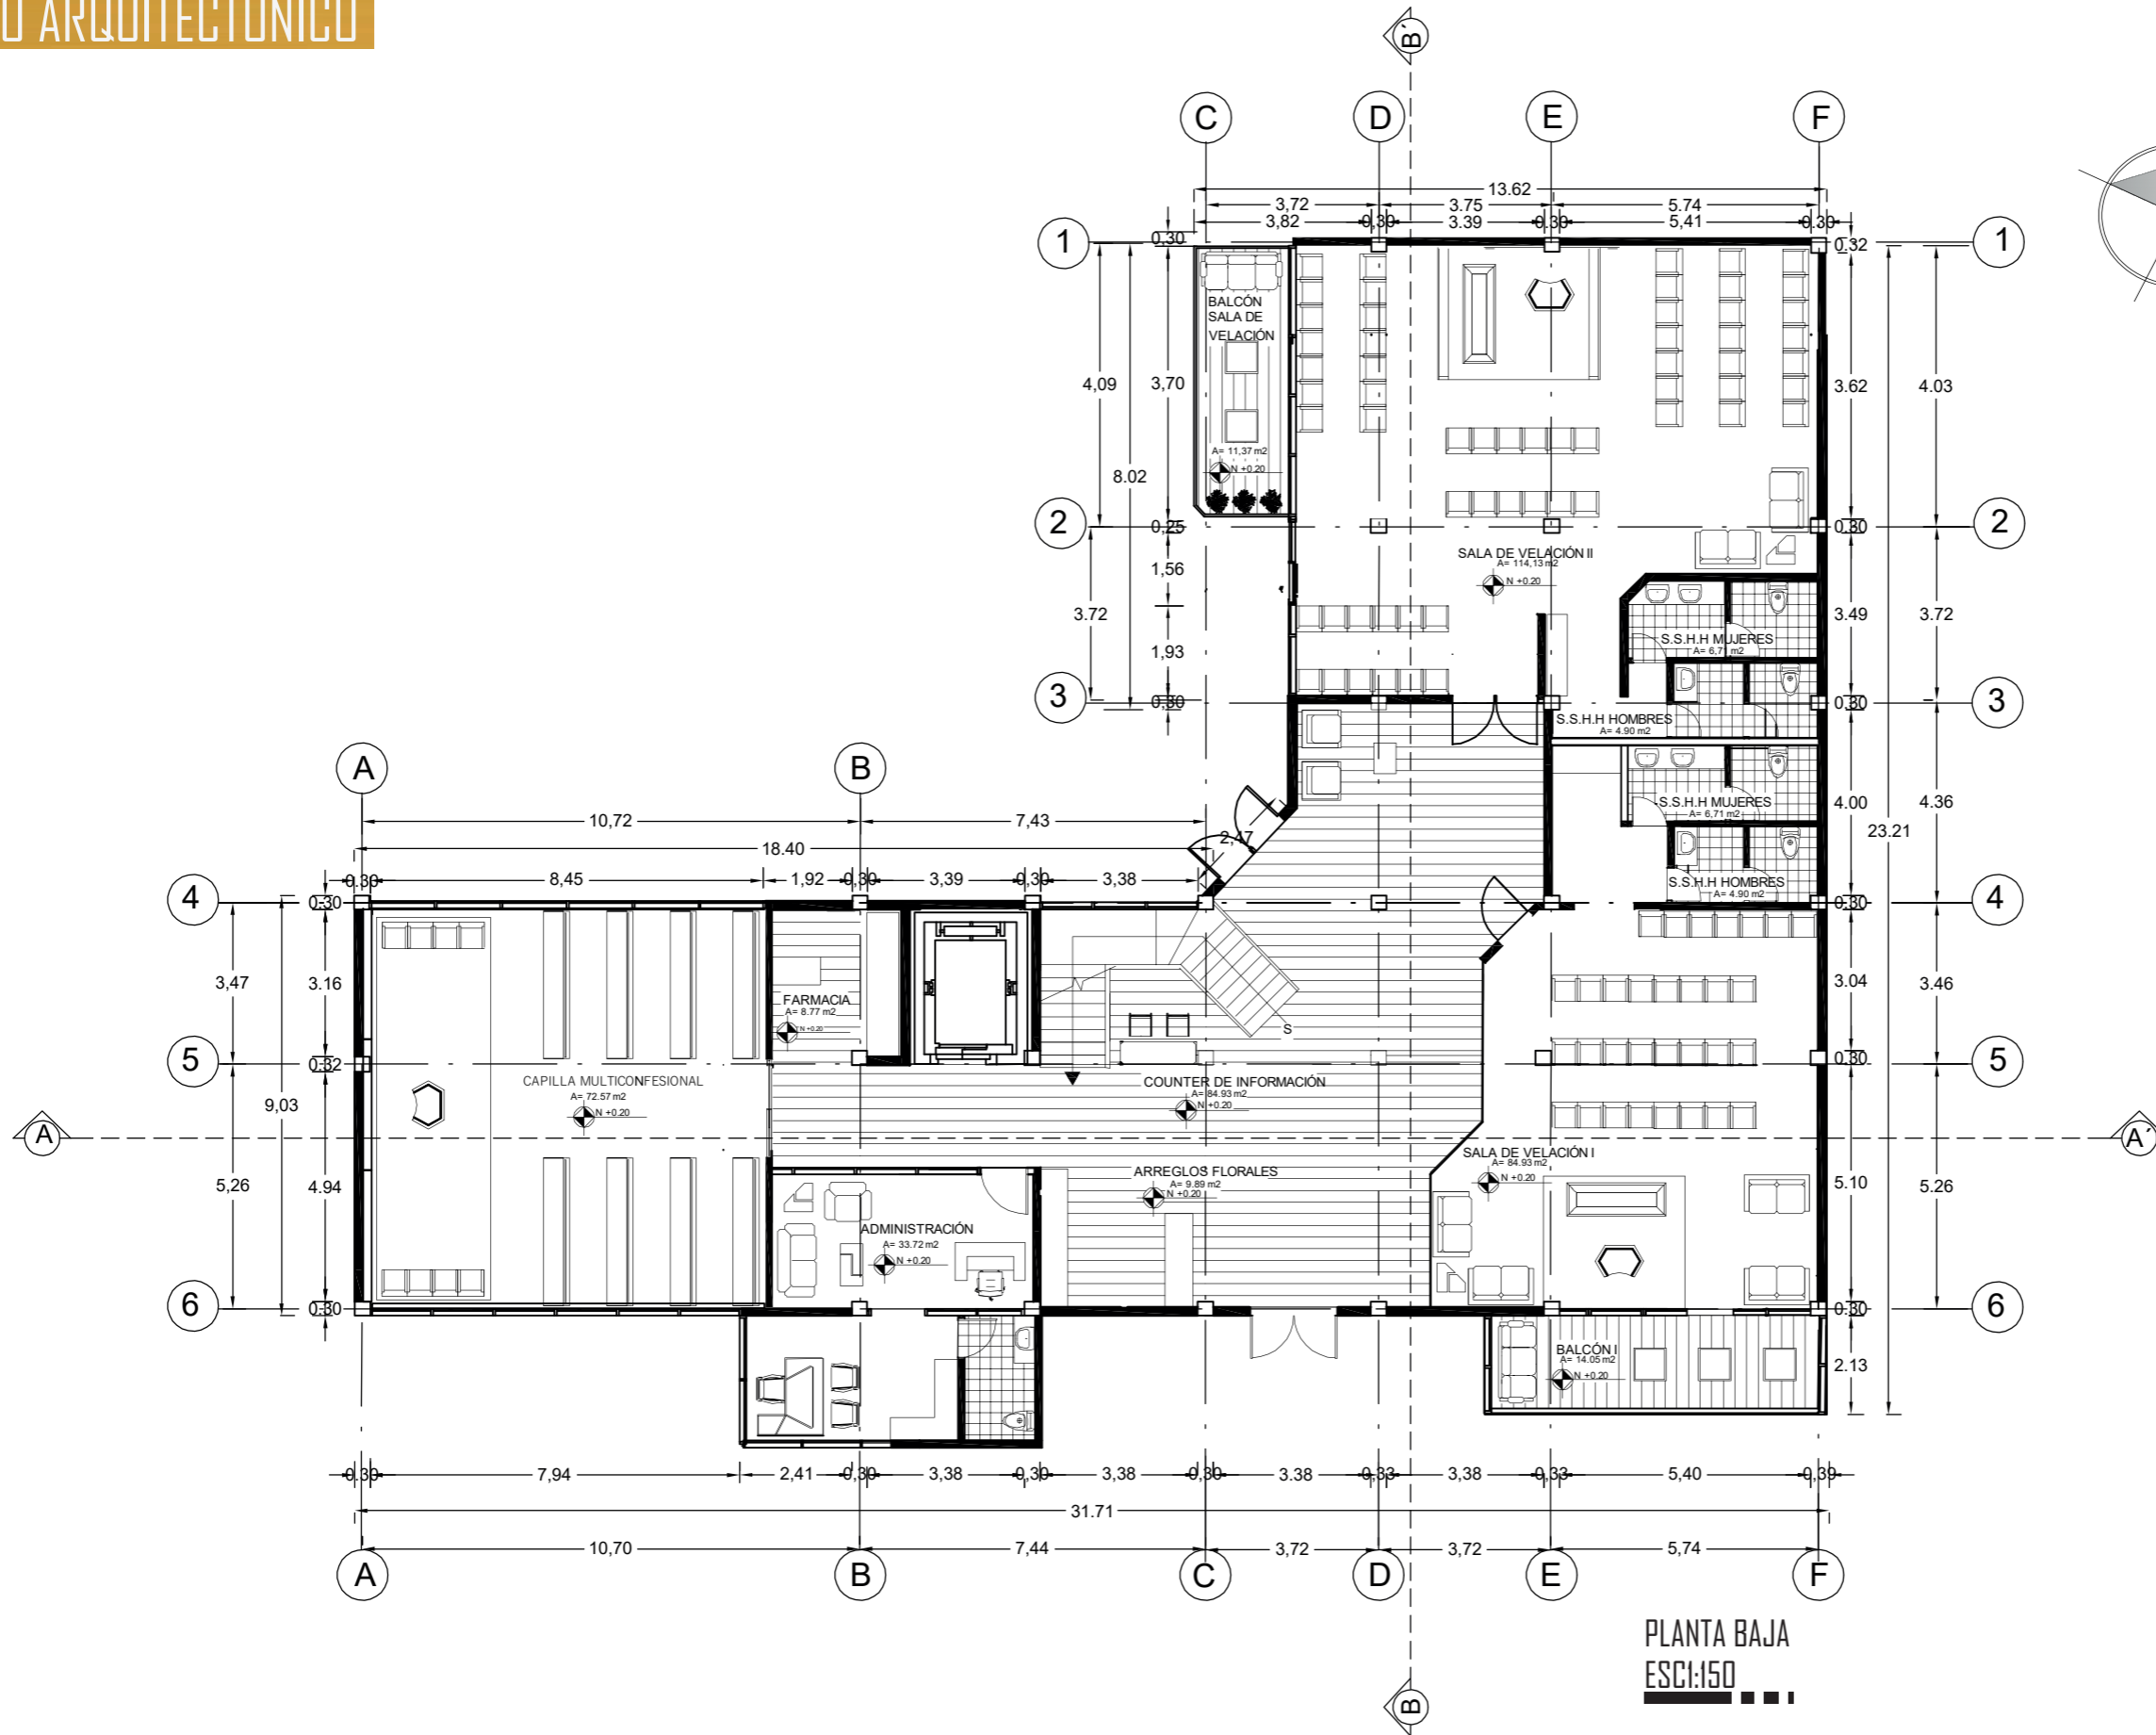 O ARQUITECTÓNICO
B´
C
D
E
F
13.62
3,72
3.75
5.74
3,82
0,30
3.39
0.30
5,41
0.30
1
1
0,30
0.32
BALCÓN
SALA DE
VELACIÓN
4,09
3,70
3.62
4.03
A= 11,37 m2
N +0.20
8.02
2
2
0,25
0.30
SALA DE VELACIÓN II
A= 114,13 m2
N +0.20
1,56
3.72
3.49
3.72
S.S.H.H MUJERES
A= 6,71 m2
1,93
3
3
0,30
0.30
S.S.H.H HOMBRES
A= 4.90 m2
A
B
S.S.H.H MUJERES
A= 6,71 m2
4.00
4.36
10,72
7,43
23.21
2,47
18.40
0.30
8,45
1,92
0,30
3,39
0,30
3,38
S.S.H.H HOMBRES
A= 4.90 m2
4
4
0.30
0.30
3,47
3.16
3.04
3.46
FARMACIA
A= 8.77 m2
N +0.20
S
5
5
0.32
0.30
CAPILLA MULTICONFESIONAL
A= 72.57 m2
N +0.20
COUNTER DE INFORMACIÓN
A= 84.93 m2
N +0.20
9,03
A
A´
SALA DE VELACIÓN I
A= 84.93 m2
N +0.20
ARREGLOS FLORALES
A= 9.89 m2
N +0.20
5,26
4.94
5.10
5.26
ADMINISTRACIÓN
A= 33.72 m2
N +0.20
6
6
0.30
0.30
BALCÓN I
A= 14.05 m2
N +0.20
2.13
0.30
7,94
2,41
0,30
3,38
0,30
3,38
0,30
3.38
0,33
3,38
0,33
5,40
0,39
31.71
10,70
7,44
3,72
3,72
5,74
A
B
C
D
E
F
PLANTA BAJA
ESC1:150
B